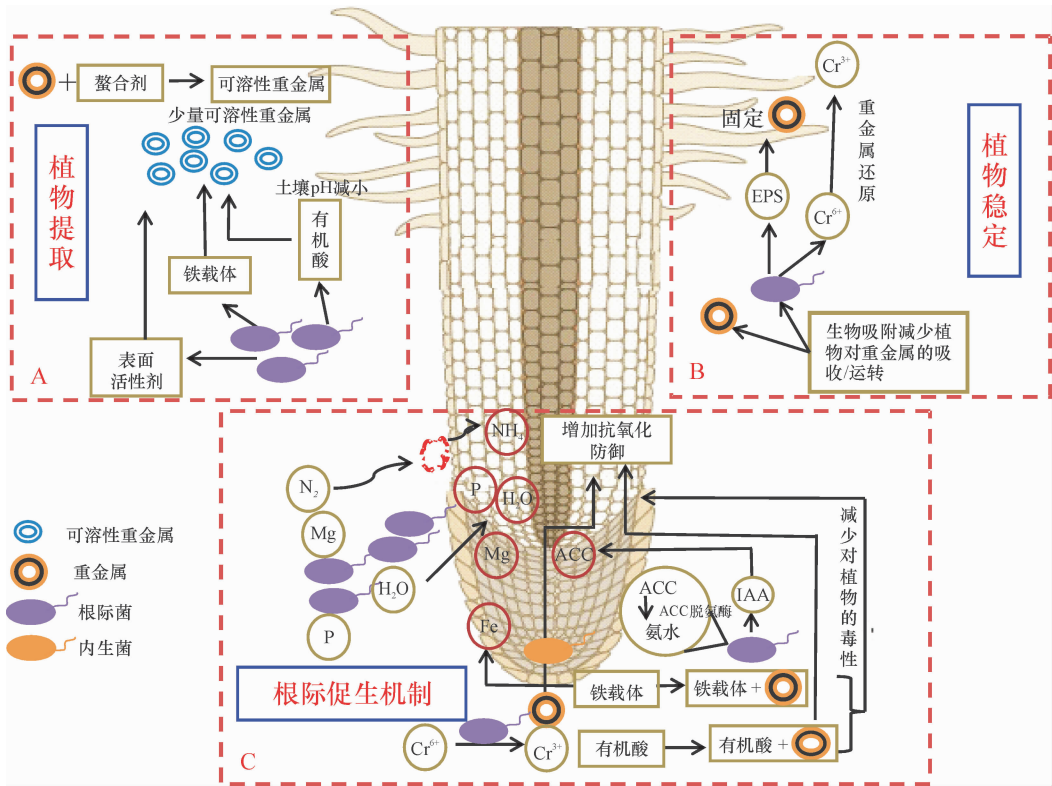 螯合剂
可溶性重金属
少量可溶性重金属
植物提取
土壤pH减小
有机酸
铁载体
表面
活性剂
A
Cr3+
固定
重金属还原
EPS
Cr6+
植物稳定
生物吸附减少植
物对重金属的吸
收/运转
B
NH4
增加抗氧化
防御
N2
P
H2O
Mg
Mg
ACC
H2O
P
Fe
ACC
ACC脱氨酶
氨水
IAA
减少对植物的毒性
可溶性重金属
重金属
根际菌
内生菌
根际促生机制
铁载体
铁载体 +
Cr6+
Cr3+
有机酸
有机酸 +
C